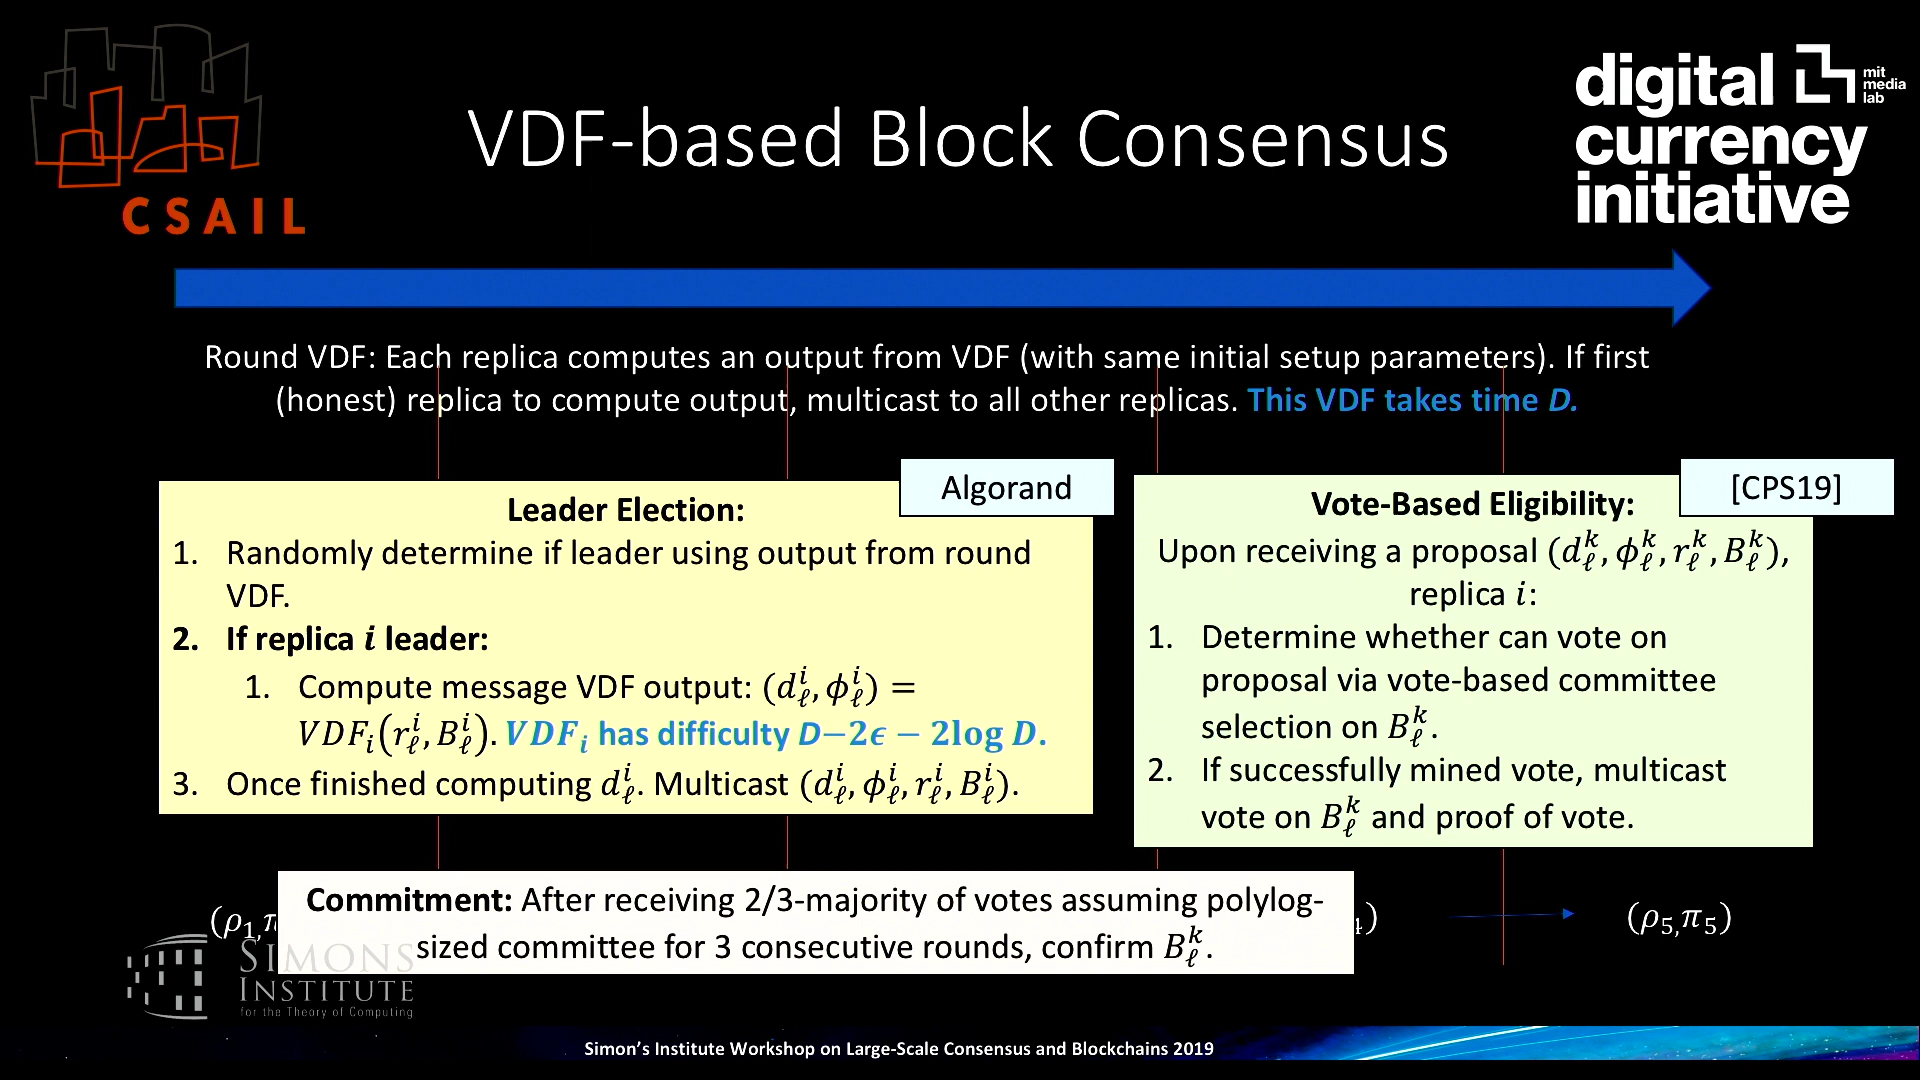 CSAIL
VDF-based Block Consensus
digital
currency
initiative
mit
media
lab
Round VDF: Each replica computes an output from VDF (with same initial setup parameters). If first
(honest) replica to compute output, multicast to all other replicas. This VDF takes time D.
Algorand
Leader Election:
1. Randomly determine if leader using output from round
VDF.
2. If replica i leader:
1. Compute message VDF output: (d_ℓ^i, ϕ_ℓ^i) =
VDF_i(r_ℓ^i, B_ℓ^i). VDF_i has difficulty D−2ϵ − 2log D.
3. Once finished computing d_ℓ^i. Multicast (d_ℓ^i, ϕ_ℓ^i, r_ℓ^i, B_ℓ^i).
[CPS19]
Vote-Based Eligibility:
Upon receiving a proposal (d_ℓ^k, ϕ_ℓ^k, r_ℓ^k, B_ℓ^k),
replica i:
1. Determine whether can vote on
proposal via vote-based committee
selection on B_ℓ^k.
2. If successfully mined vote, multicast
vote on B_ℓ^k and proof of vote.
Commitment: After receiving 2/3-majority of votes assuming polylog-
sized committee for 3 consecutive rounds, confirm B_ℓ^k.
(ρ_1,π
4)
(ρ_5,π_5)
SIMONS
INSTITUTE
for the Theory of Computing
Simon's Institute Workshop on Large-Scale Consensus and Blockchains 2019